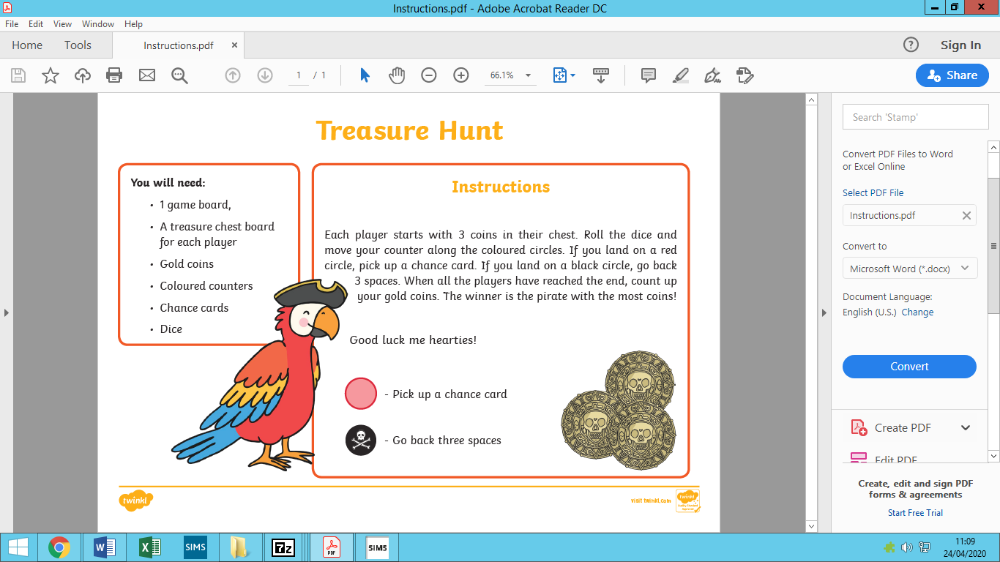 Instructions.pdf - Adobe Acrobat Reader DC
File Edit View Window Help
Home Tools Instructions.pdf × ? Sign In
1 / 1 66.1% Share
Treasure Hunt
You will need:
• 1 game board,
• A treasure chest board
for each player
• Gold coins
• Coloured counters
• Chance cards
• Dice
Instructions
Each player starts with 3 coins in their chest. Roll the dice and
move your counter along the coloured circles. If you land on a red
circle, pick up a chance card. If you land on a black circle, go back
3 spaces. When all the players have reached the end, count up
your gold coins. The winner is the pirate with the most coins!
Good luck me hearties!
- Pick up a chance card
- Go back three spaces
twinkl
visit twinkl.com
twinkl
Search 'Stamp'
Convert PDF Files to Word
or Excel Online
Select PDF File
Instructions.pdf
Convert to
Microsoft Word (*.docx)
Document Language:
English (U.S.) Change
Convert
Create PDF
Edit PDF
Create, edit and sign PDF
forms & agreements
Start Free Trial
SIMS
7z
PDF
SIMS
11:09
24/04/2020